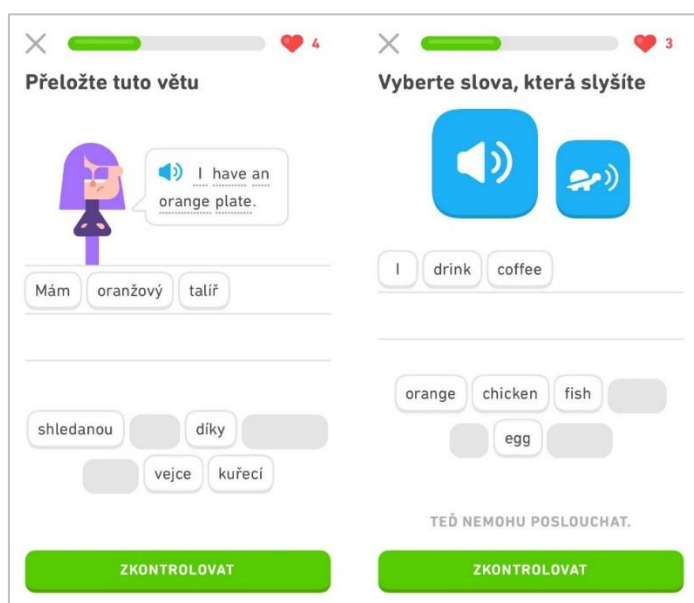 4
Přeložte tuto větu
I have an
orange plate.
Mám oranžový talíř
shledanou díky
vejce kuřecí
ZKONTROLOVAT
3
Vyberte slova, která slyšíte
I drink coffee
orange chicken fish
egg
TEĎ NEMOHU POSLOUCHAT.
ZKONTROLOVAT